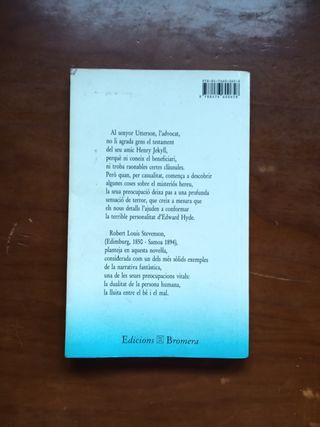 Al senyor Utterson, l'advocat,
no li agrada gens el testament
del seu amic Henry Jekyll,
perquè ni coneix el beneficiari,
ni troba raonables certes clàusules.
Però quan, per casualitat, comença a descobrir
algunes coses sobre el misteriós hereu,
la seua preocupació deixa pas a una profunda
sensació de terror, que creix a mesura que
els nous detalls l'ajuden a conformar
la terrible personalitat d'Edward Hyde.
Robert Louis Stevenson,
(Edimburg, 1850 - Samoa 1894),
planteja en aquesta novel·la,
considerada com un dels més sòlids exemples
de la narrativa fantàstica,
una de les seues preocupacions vitals:
la dualitat de la persona humana,
la lluita entre el bé i el mal.
Edicions Bromera